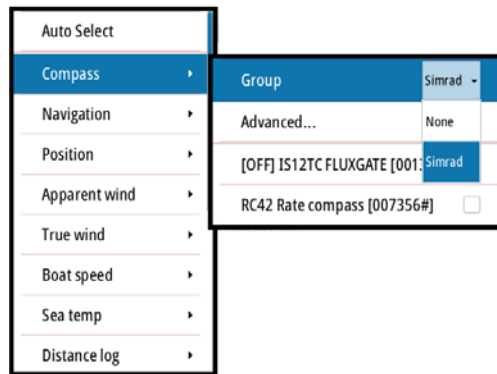 Auto Select
Compass
Navigation
Position
Apparent wind
True wind
Boat speed
Sea temp
Distance log
Group Simrad
Advanced... None
[OFF] IS12TC FLUXGATE [001 Simrad
RC42 Rate compass [007356#]